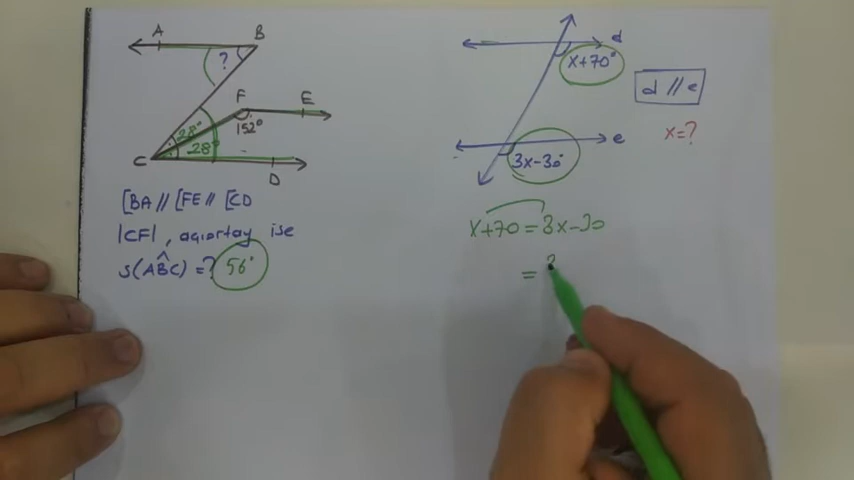 A
B
?
F
E
152°
28°
28°
C
D
[BA // [FE // [CD
|CF| , açıortay ise
s(ABC)=? 56°
d
x+70°
d // e
x=?
e
3x-30°
x+70=3x-30
=